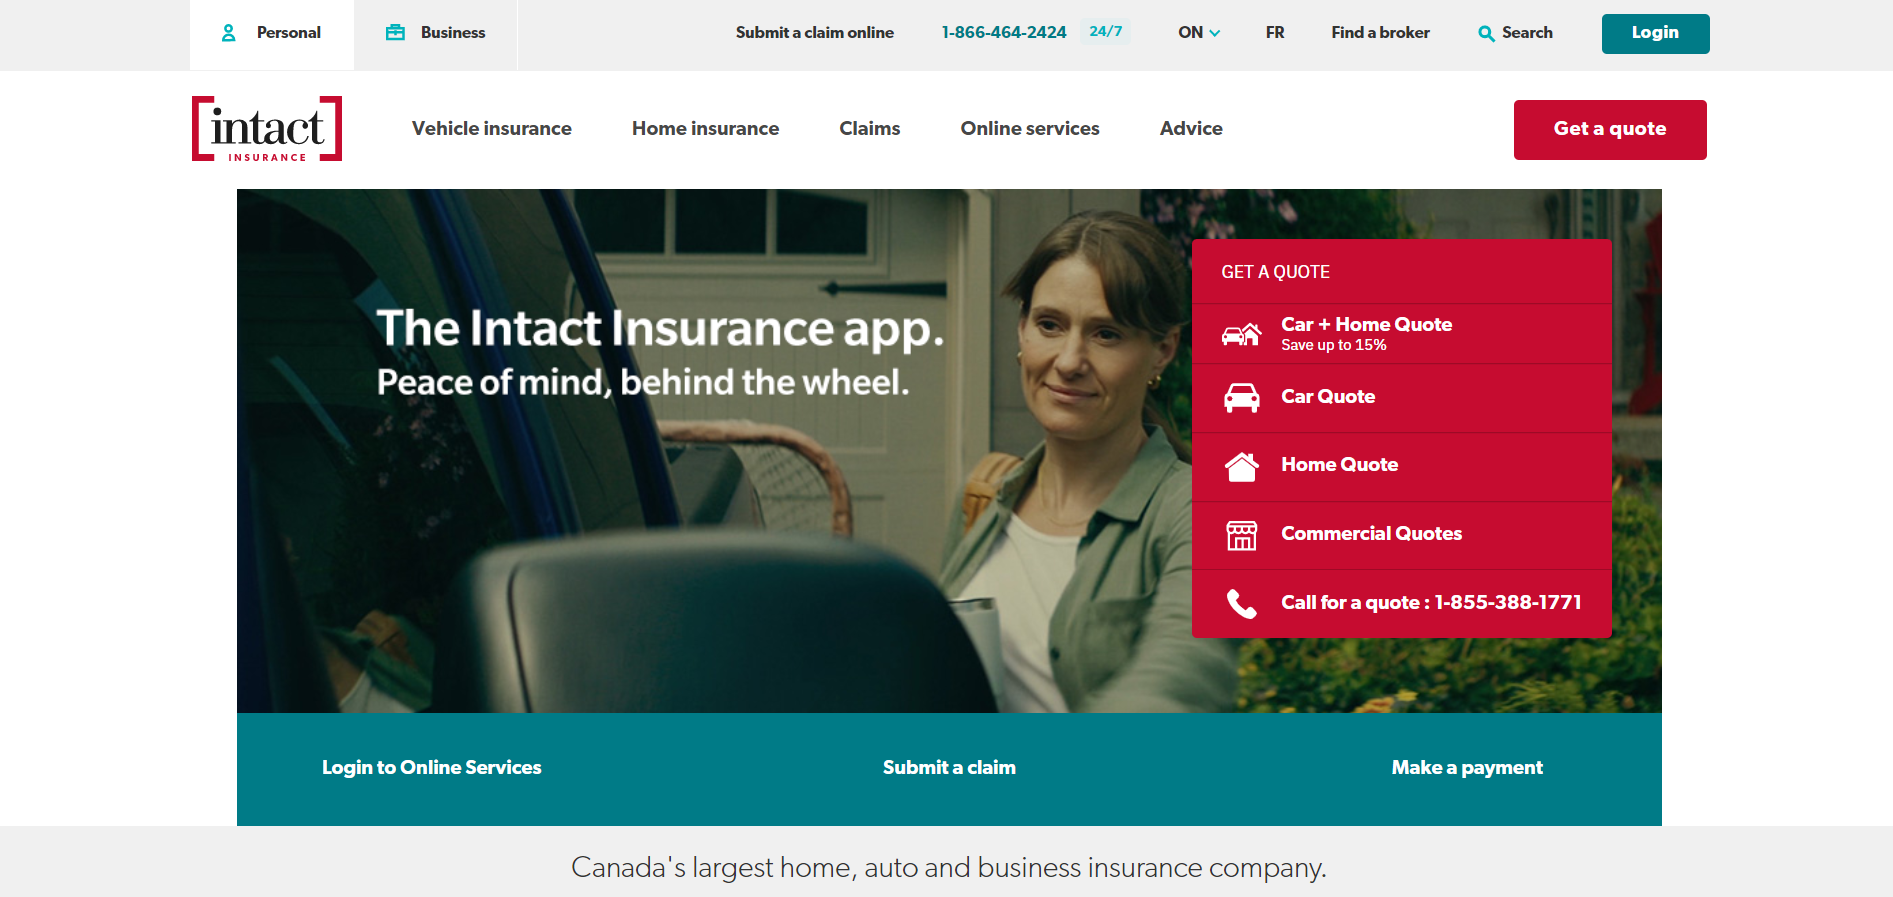 Personal
Business
Submit a claim online
1-866-464-2424
24/7
ON
FR
Find a broker
Search
Login
intact
INSURANCE
Vehicle insurance
Home insurance
Claims
Online services
Advice
Get a quote
The Intact Insurance app.
Peace of mind, behind the wheel.
GET A QUOTE
Car + Home Quote
Save up to 15%
Car Quote
Home Quote
Commercial Quotes
Call for a quote : 1-855-388-1771
Login to Online Services
Submit a claim
Make a payment
Canada's largest home, auto and business insurance company.